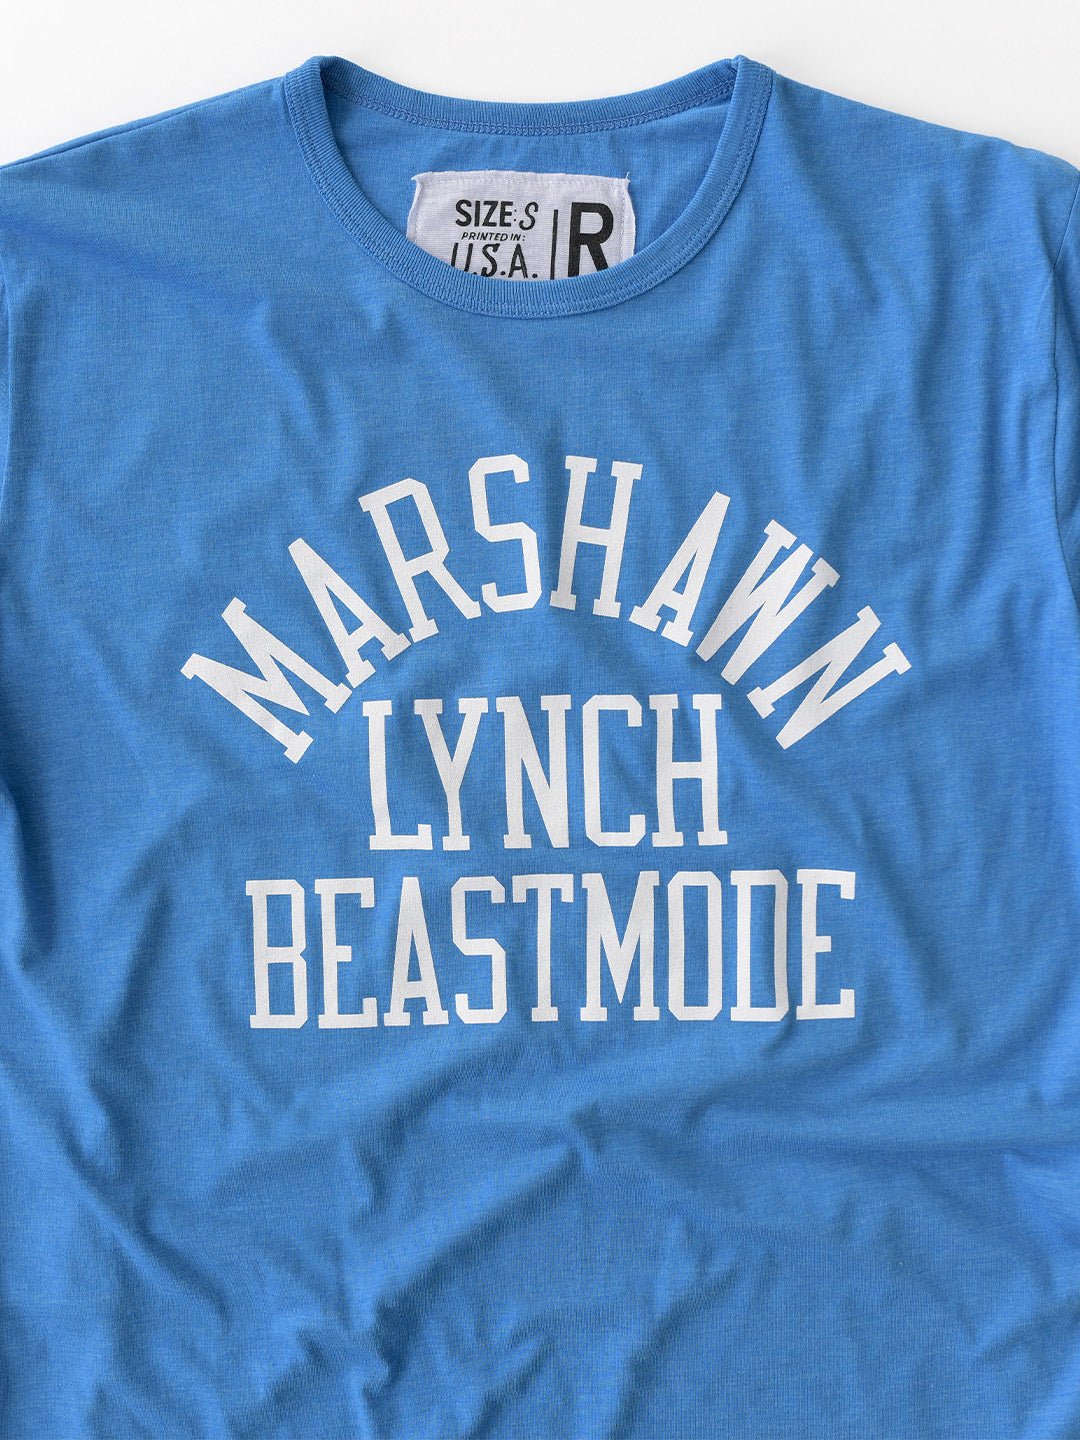 SIZE: S
PRINTED IN:
U.S.A.
R
MARSHAWN
LYNCH
BEASTMODE